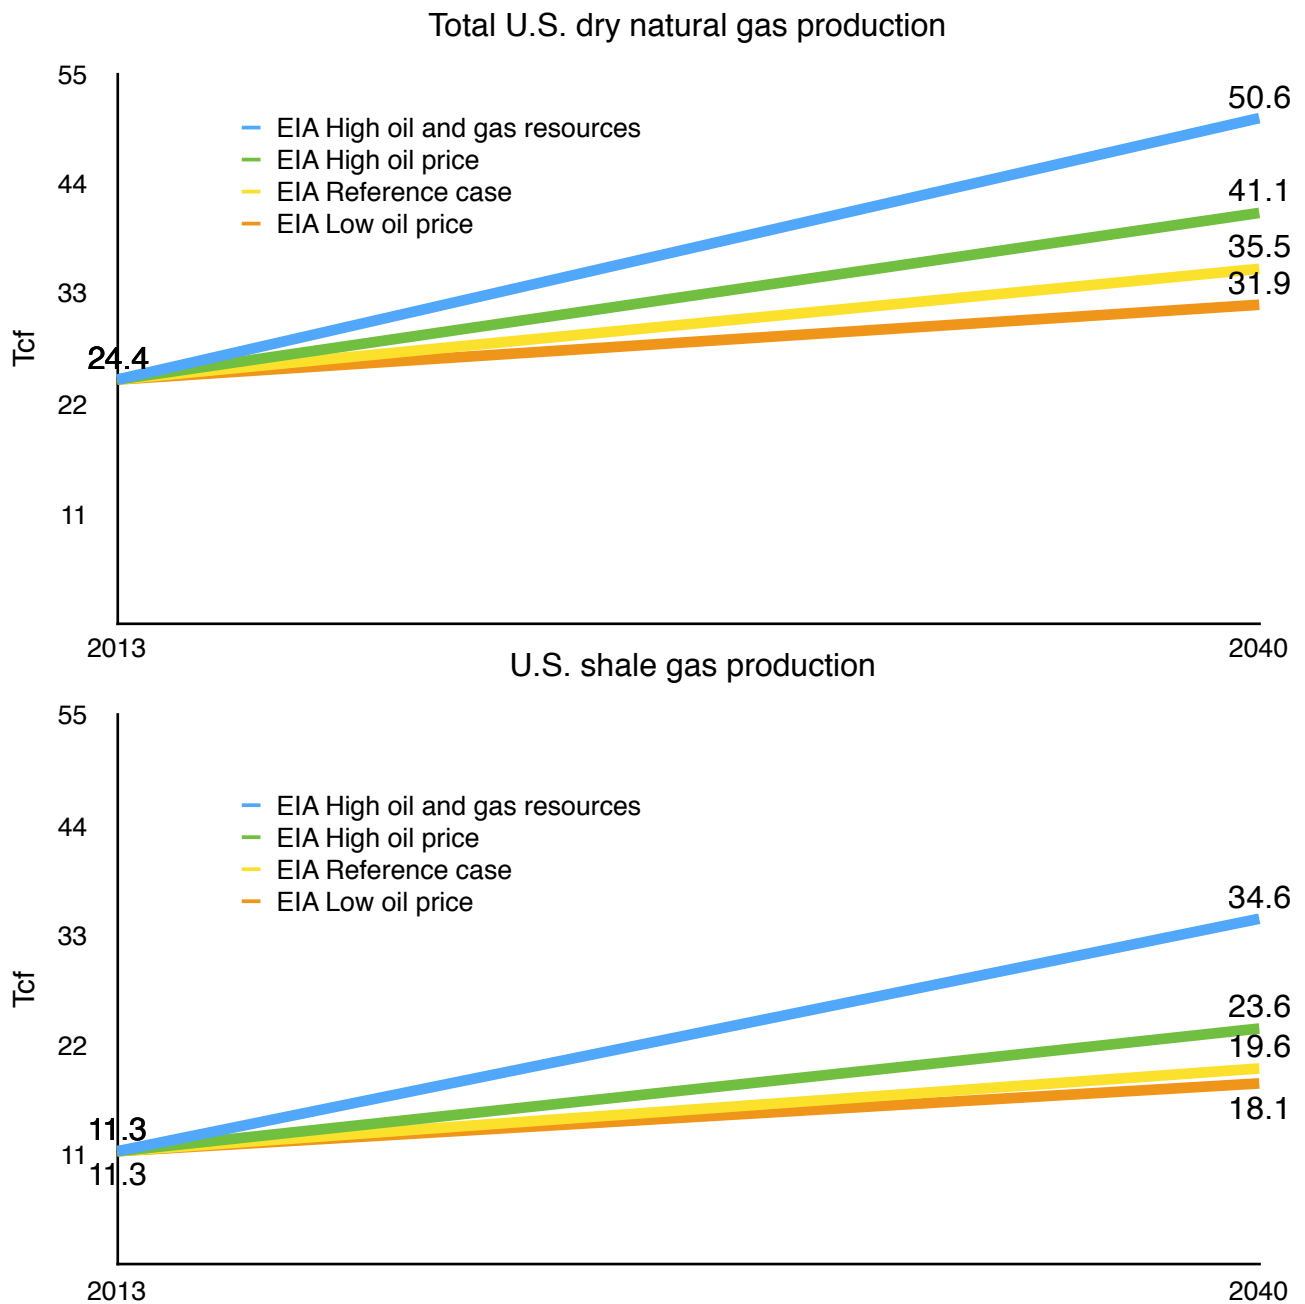 Total U.S. dry natural gas production
55
50.6
EIA High oil and gas resources
EIA High oil price
44
41.1
EIA Reference case
EIA Low oil price
35.5
33
31.9
Tcf
24.4
22
11
2013
2040
U.S. shale gas production
55
EIA High oil and gas resources
44
EIA High oil price
EIA Reference case
EIA Low oil price
34.6
33
Tcf
23.6
22
19.6
18.1
11.3
11
11.3
2013
2040